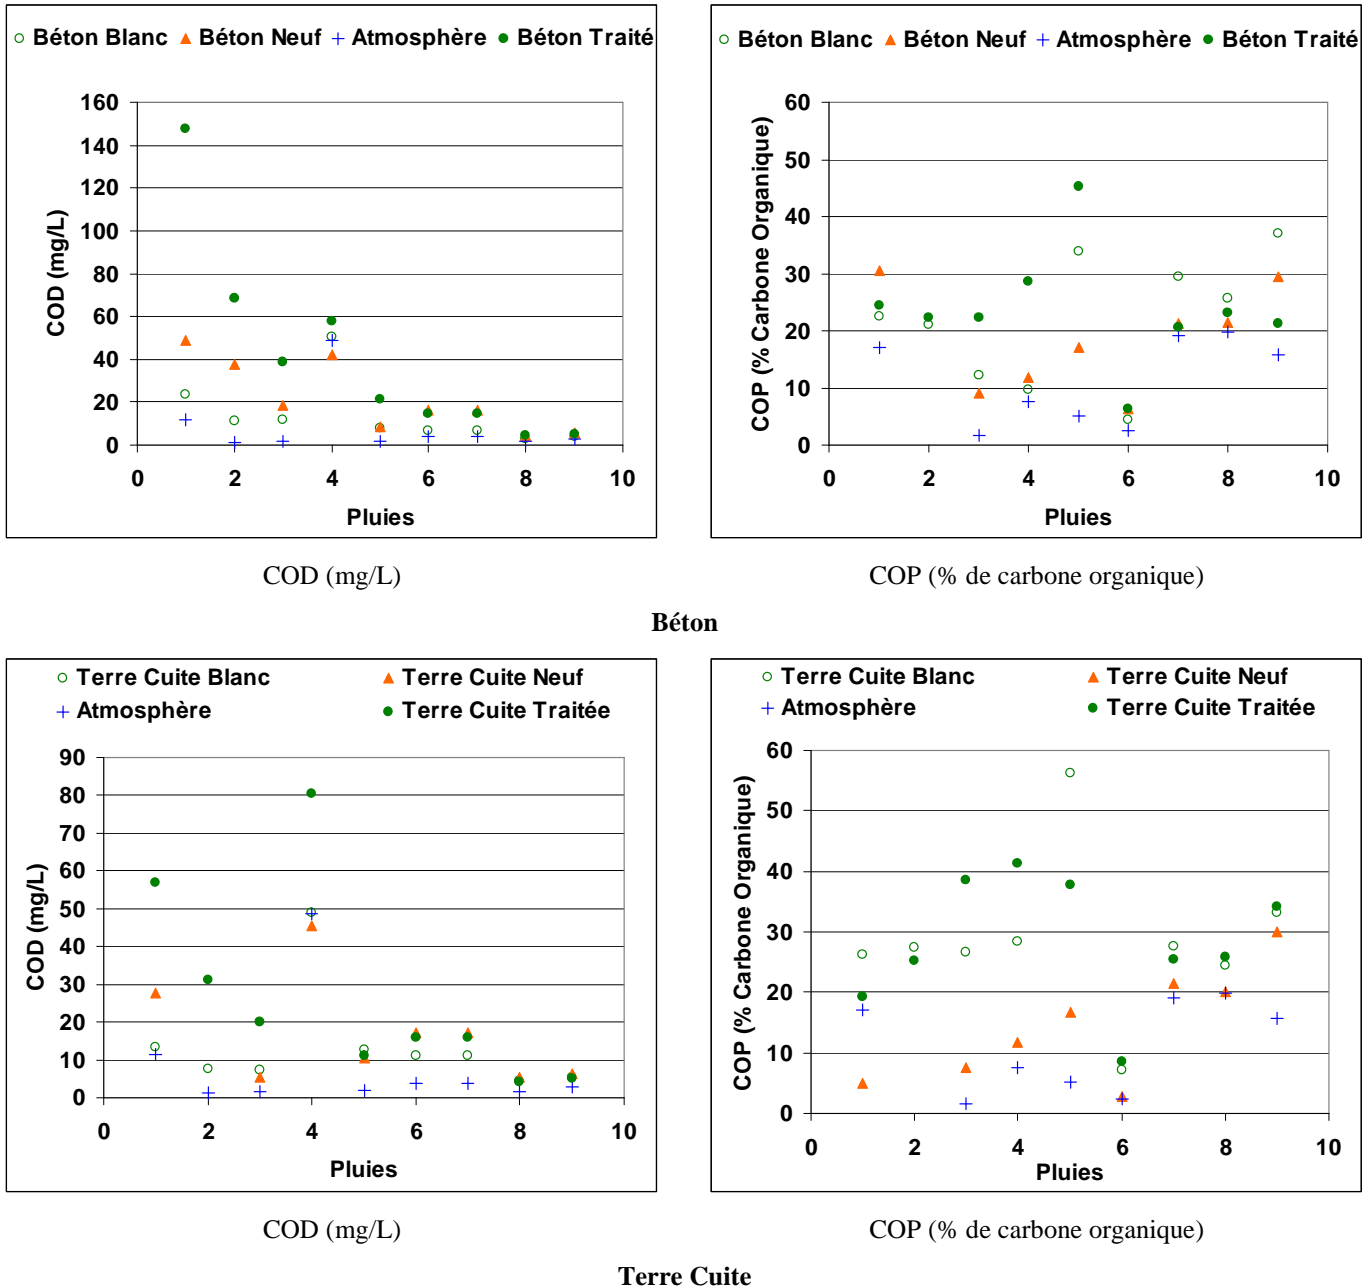 Béton Blanc Béton Neuf Atmosphère Béton Traité
160
140
120
100
80
60
40
20
0
0 2 4 6 8 10
COD (mg/L)
Pluies
Béton Blanc Béton Neuf Atmosphère Béton Traité
60
50
40
30
20
10
0
0 2 4 6 8 10
COP (% Carbone Organique)
Pluies
COD (mg/L) COP (% de carbone organique)
Béton
Terre Cuite Blanc Terre Cuite Neuf
Atmosphère Terre Cuite Traitée
90
80
70
60
50
40
30
20
10
0
0 2 4 6 8 10
COD (mg/L)
Pluies
Terre Cuite Blanc Terre Cuite Neuf
Atmosphère Terre Cuite Traitée
60
50
40
30
20
10
0
0 2 4 6 8 10
COP (% Carbone Organique)
Pluies
COD (mg/L) COP (% de carbone organique)
Terre Cuite